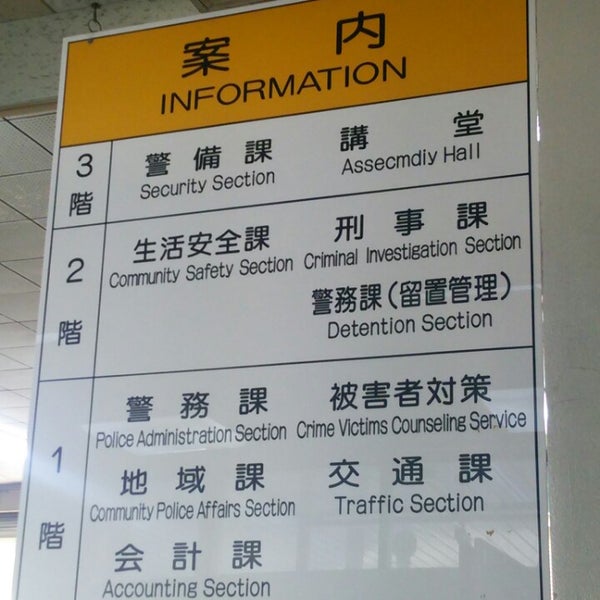 案内
INFORMATION
3階
警備課 講堂
Security Section Assecmdiy Hall
2階
生活安全課 刑事課
Community Safety Section Criminal Investigation Section
警務課(留置管理)
Detention Section
1階
警務課 被害者対策
Police Administration Section Crime Victims Counseling Service
地域課 交通課
Community Police Affairs Section Traffic Section
会計課
Accounting Section